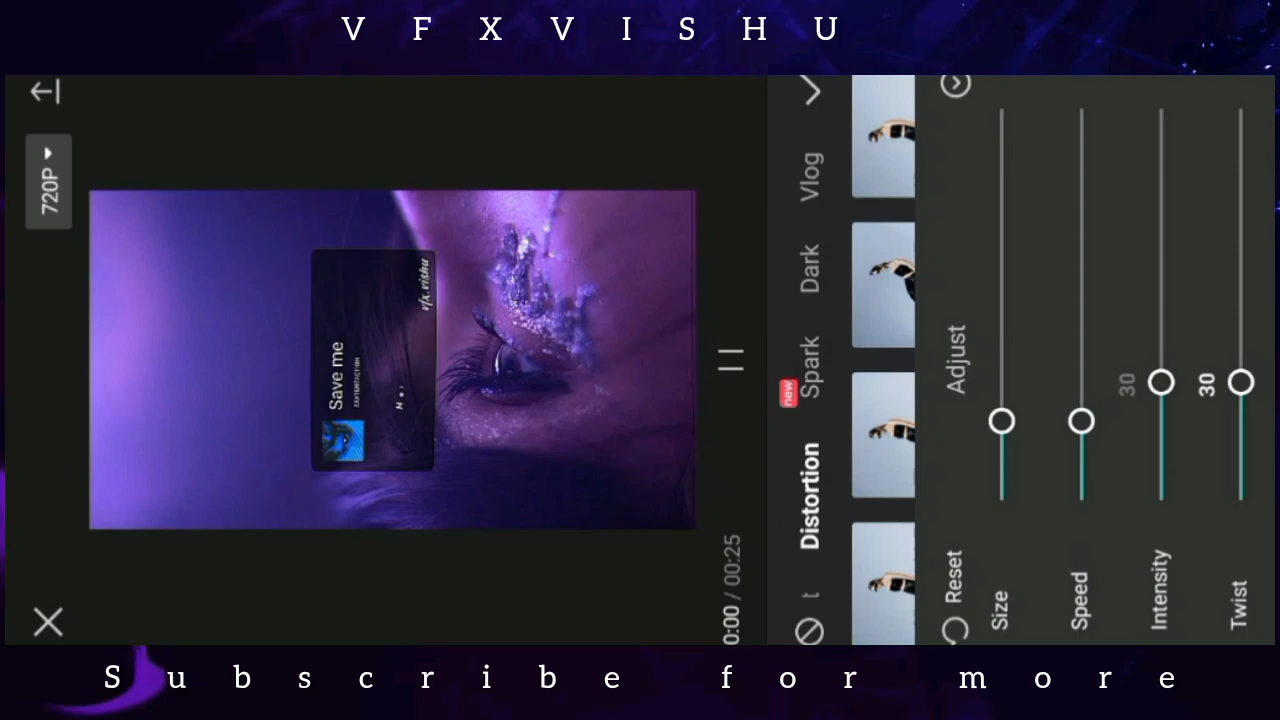 V F X V I S H U
720P
Save me
vfx.vishu
0:00 / 00:25
t
Distortion
new
Spark
Dark
Vlog
Reset
Adjust
Size
Speed
Intensity
30
Twist
30
S u b s c r i b e f o r m o r e